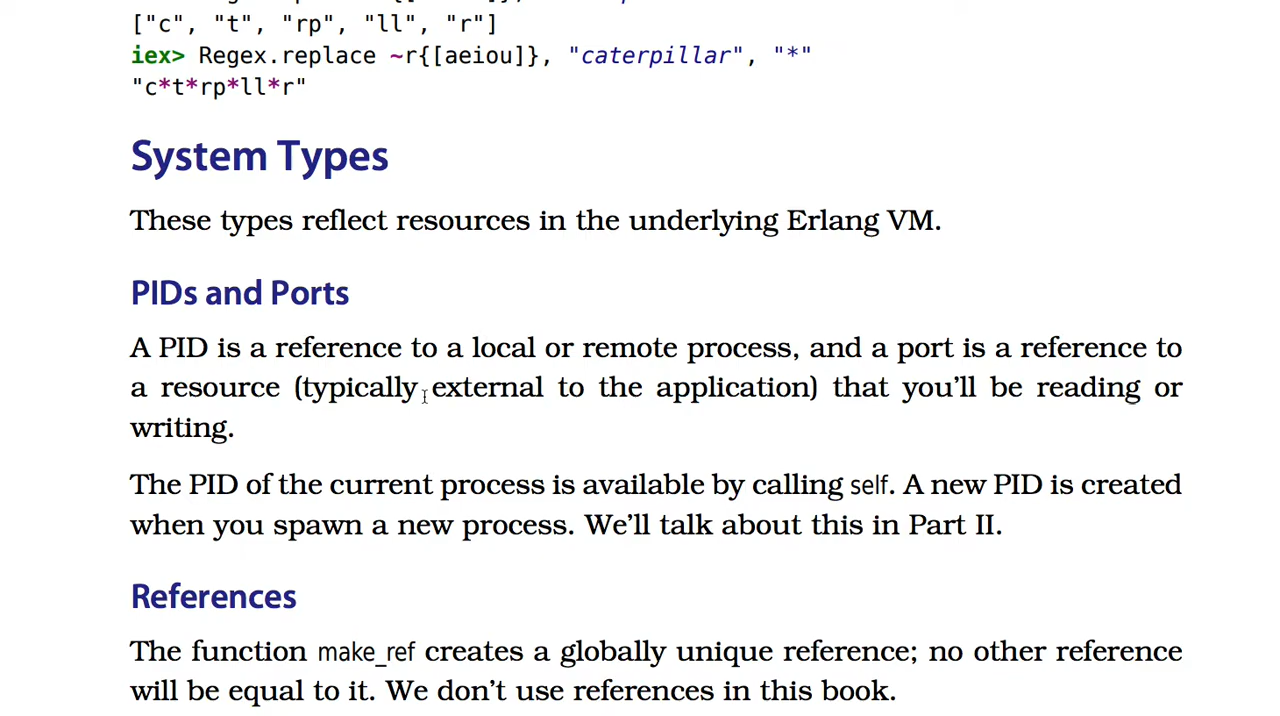 ["c", "t", "rp", "ll", "r"]
iex> Regex.replace ~r{[aeiou]}, "caterpillar", "*"
"c*t*rp*ll*r"
System Types
These types reflect resources in the underlying Erlang VM.
PIDs and Ports
A PID is a reference to a local or remote process, and a port is a reference to
a resource (typically external to the application) that you'll be reading or
writing.
The PID of the current process is available by calling self. A new PID is created
when you spawn a new process. We'll talk about this in Part II.
References
The function make_ref creates a globally unique reference; no other reference
will be equal to it. We don't use references in this book.